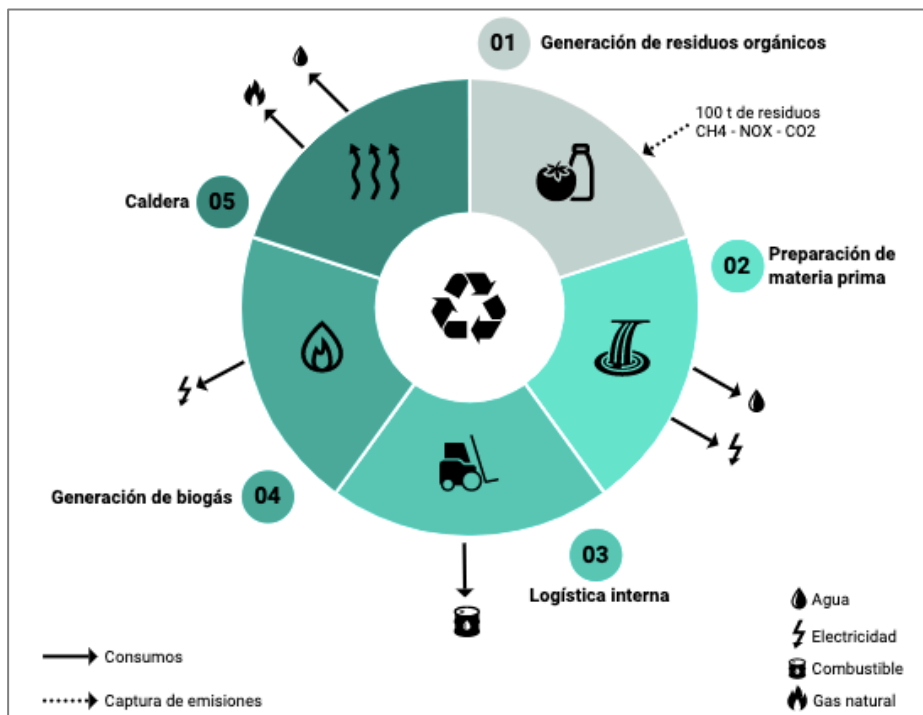 01
Generación de residuos orgánicos
100 t de residuos
CH4 - NOX - CO2
Caldera
05
02
Preparación de
materia prima
Generación de biogás
04
03
Logística interna
Agua
Electricidad
Combustible
Gas natural
Consumos
Captura de emisiones